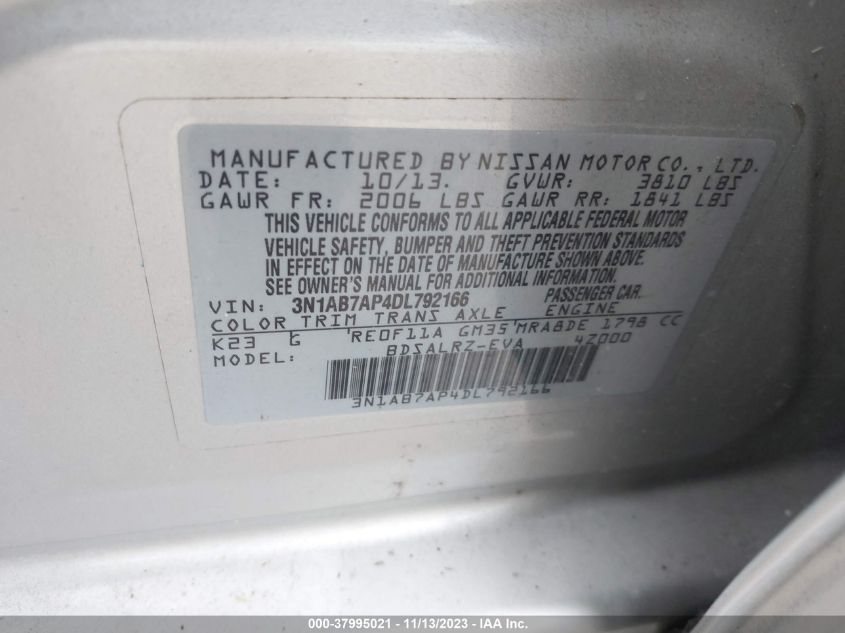 MANUFACTURED BY NISSAN MOTOR CO., LTD.
DATE: 10/13. GVWR: 3810 LBS
GAWR FR: 2006 LBS GAWR RR: 1841 LBS
THIS VEHICLE CONFORMS TO ALL APPLICABLE FEDERAL MOTOR
VEHICLE SAFETY, BUMPER AND THEFT PREVENTION STANDARDS
IN EFFECT ON THE DATE OF MANUFACTURE SHOWN ABOVE.
SEE OWNER'S MANUAL FOR ADDITIONAL INFORMATION.
VIN: 3N1AB7AP4DL792166 PASSENGER CAR.
COLOR TRIM TRANS AXLE ENGINE
K23 G RE0F11A GM35 MRA8DE 1798 CC
MODEL: BDSALRZ-EVA 4Z000
3N1AB7AP4DL792166
000-37995021 - 11/13/2023 - IAA Inc.